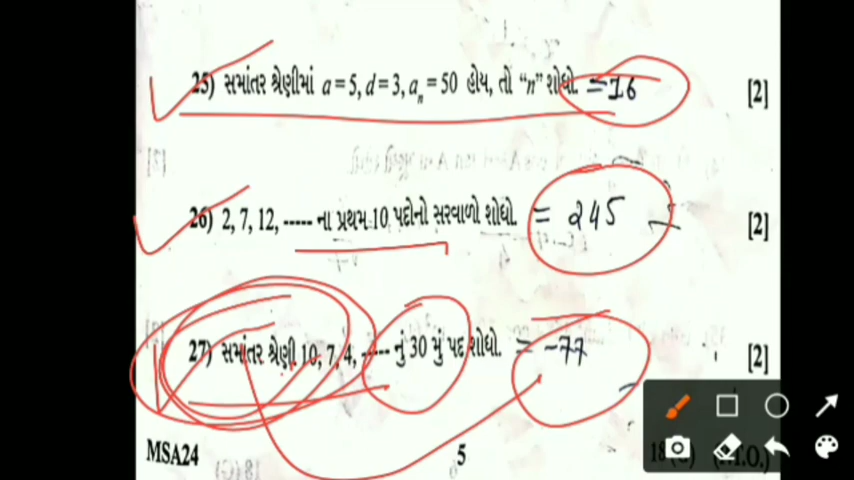 25) સમાંતર શ્રેણીમાં a = 5, d = 3, aₙ = 50 હોય, તો “n” શોધો. = 16 [2]
26) 2, 7, 12, ----- ના પ્રથમ 10 પદોનો સરવાળો શોધો. = 245 [2]
27) સમાંતર શ્રેણી 10, 7, 4, ----- નું 30 મું પદ શોધો. = -77 [2]
MSA24 5